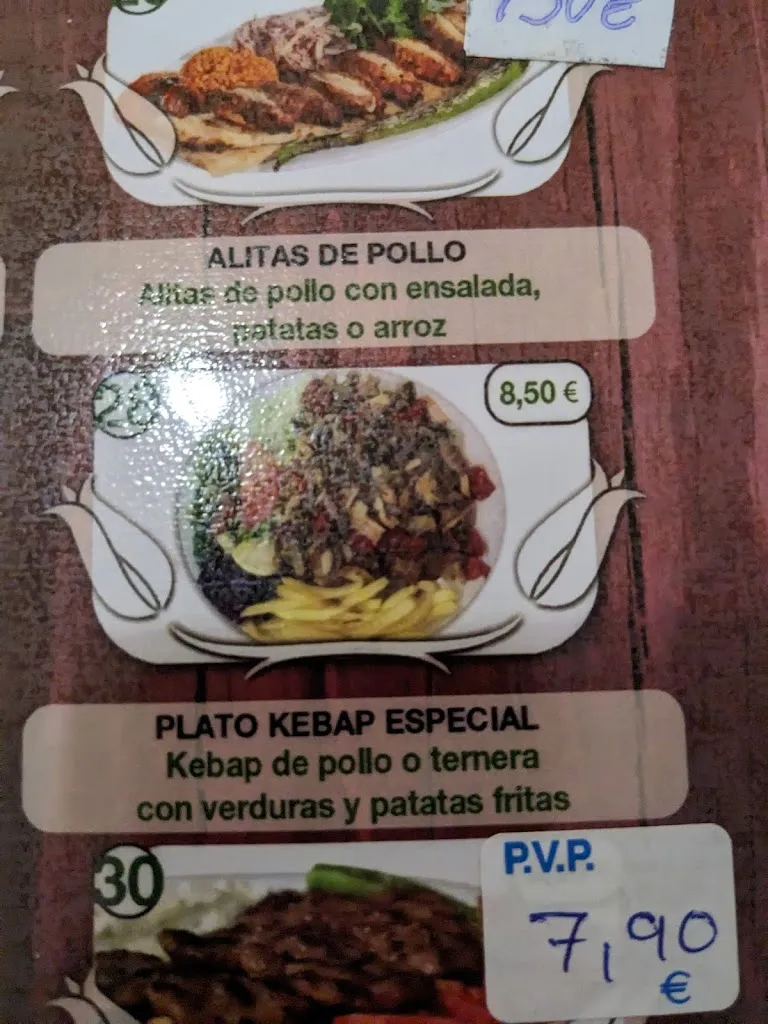 ALITAS DE POLLO
Alitas de pollo con ensalada,
patatas o arroz
28
8,50 €
PLATO KEBAP ESPECIAL
Kebap de pollo o ternera
con verduras y patatas fritas
30
P.V.P.
7,90
€